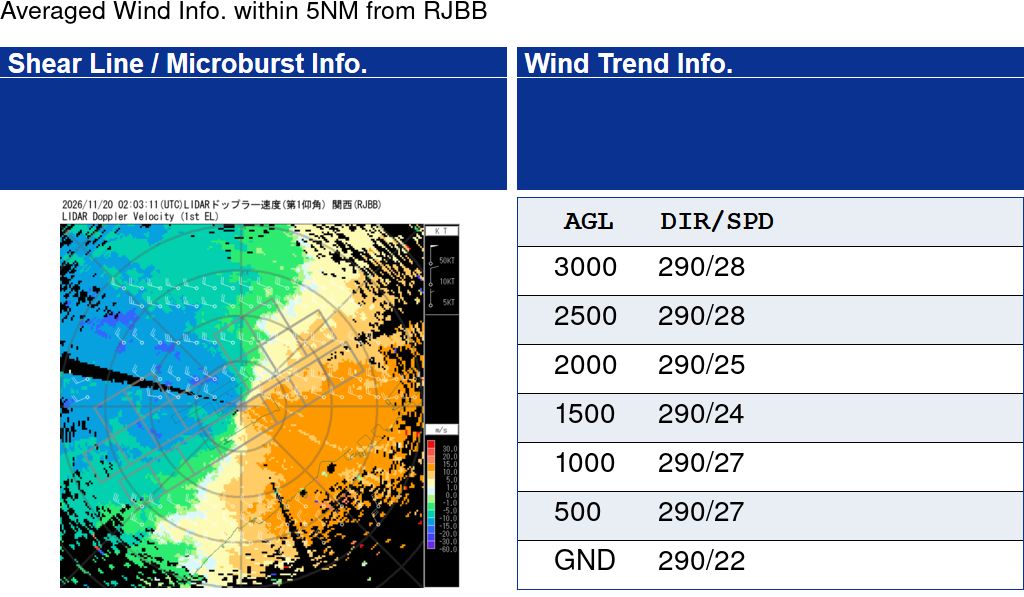 Averaged Wind Info. within 5NM from RJBB
Shear Line / Microburst Info.
Wind Trend Info.
2026/11/20 02:03:11(UTC)LIDARドップラー速度(第1仰角) 関西(RJBB)
LIDAR Doppler Velocity (1st EL)
K T
50KT
10KT
5KT
m/s
30.0
20.0
15.0
10.0
5.0
1.0
0.0
-1.0
-5.0
-10.0
-15.0
-20.0
-30.0
-60.0
AGL DIR/SPD
3000 290/28
2500 290/28
2000 290/25
1500 290/24
1000 290/27
500 290/27
GND 290/22